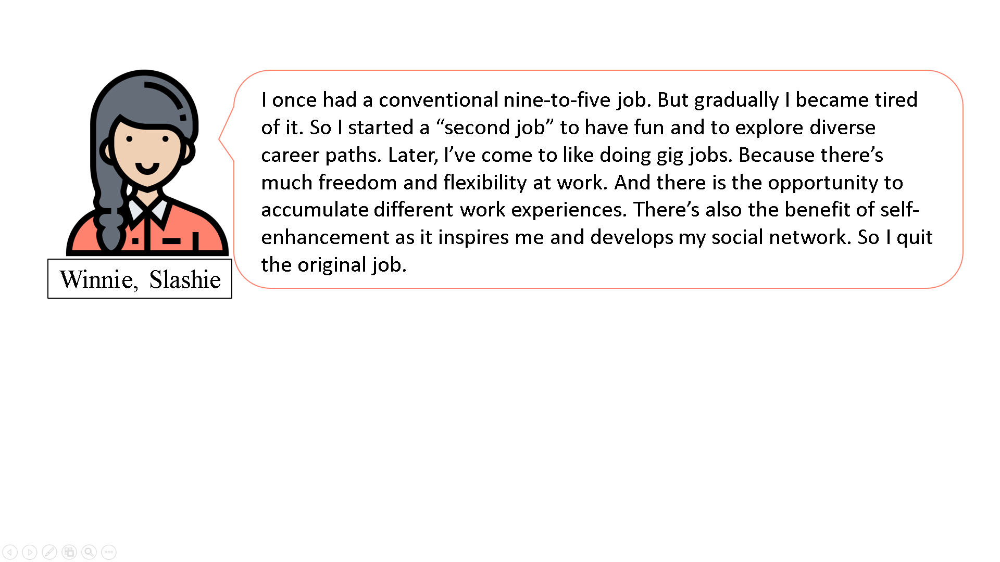 I once had a conventional nine-to-five job. But gradually I became tired
of it. So I started a “second job” to have fun and to explore diverse
career paths. Later, I’ve come to like doing gig jobs. Because there’s
much freedom and flexibility at work. And there is the opportunity to
accumulate different work experiences. There’s also the benefit of self-
enhancement as it inspires me and develops my social network. So I quit
the original job.
Winnie, Slashie